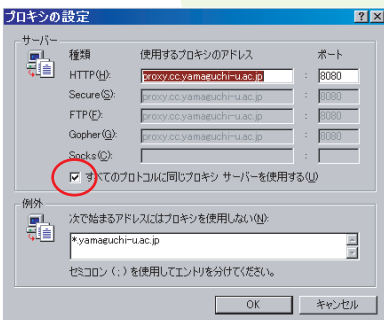 プロキシの設定
サーバー
種類 使用するプロキシのアドレス ポート
HTTP(H): proxy.cc.yamaguchi-u.ac.jp : 8080
Secure(S): proxy.cc.yamaguchi-u.ac.jp : 8080
FTP(F): proxy.cc.yamaguchi-u.ac.jp : 8080
Gopher(G): proxy.cc.yamaguchi-u.ac.jp : 8080
Socks(C): :
すべてのプロトコルに同じプロキシ サーバーを使用する(U)
例外
次で始まるアドレスにはプロキシを使用しない(N):
*.yamaguchi-u.ac.jp
セミコロン ( ; ) を使用してエントリを分けてください。
OK キャンセル